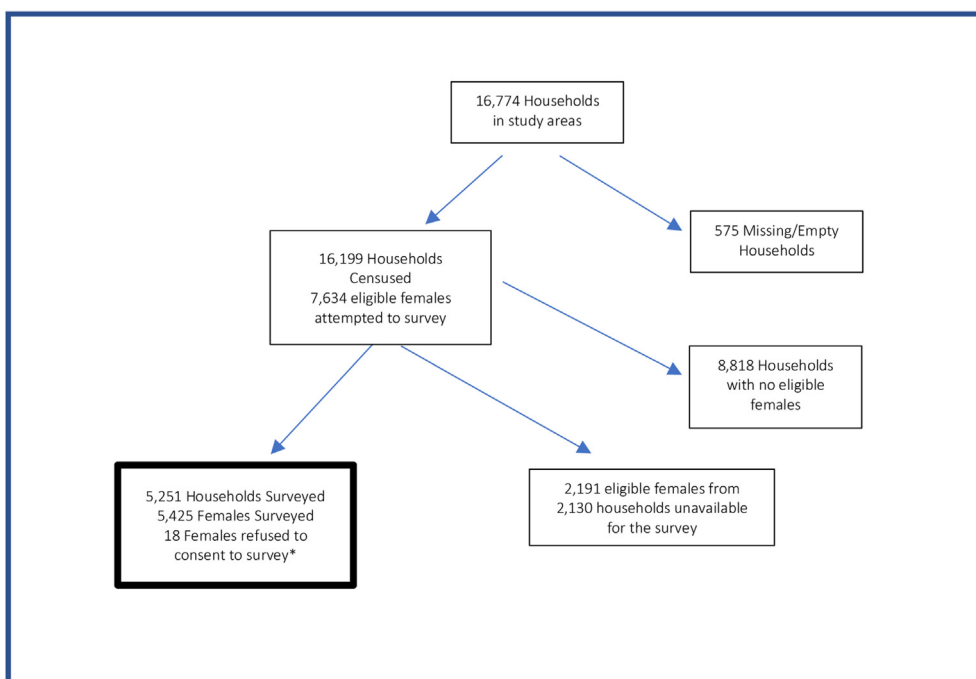 16,774 Households
in study areas
575 Missing/Empty
Households
16,199 Households
Censused
7,634 eligible females
attempted to survey
8,818 Households
with no eligible
females
5,251 Households Surveyed
5,425 Females Surveyed
18 Females refused to
consent to survey*
2,191 eligible females from
2,130 households unavailable
for the survey